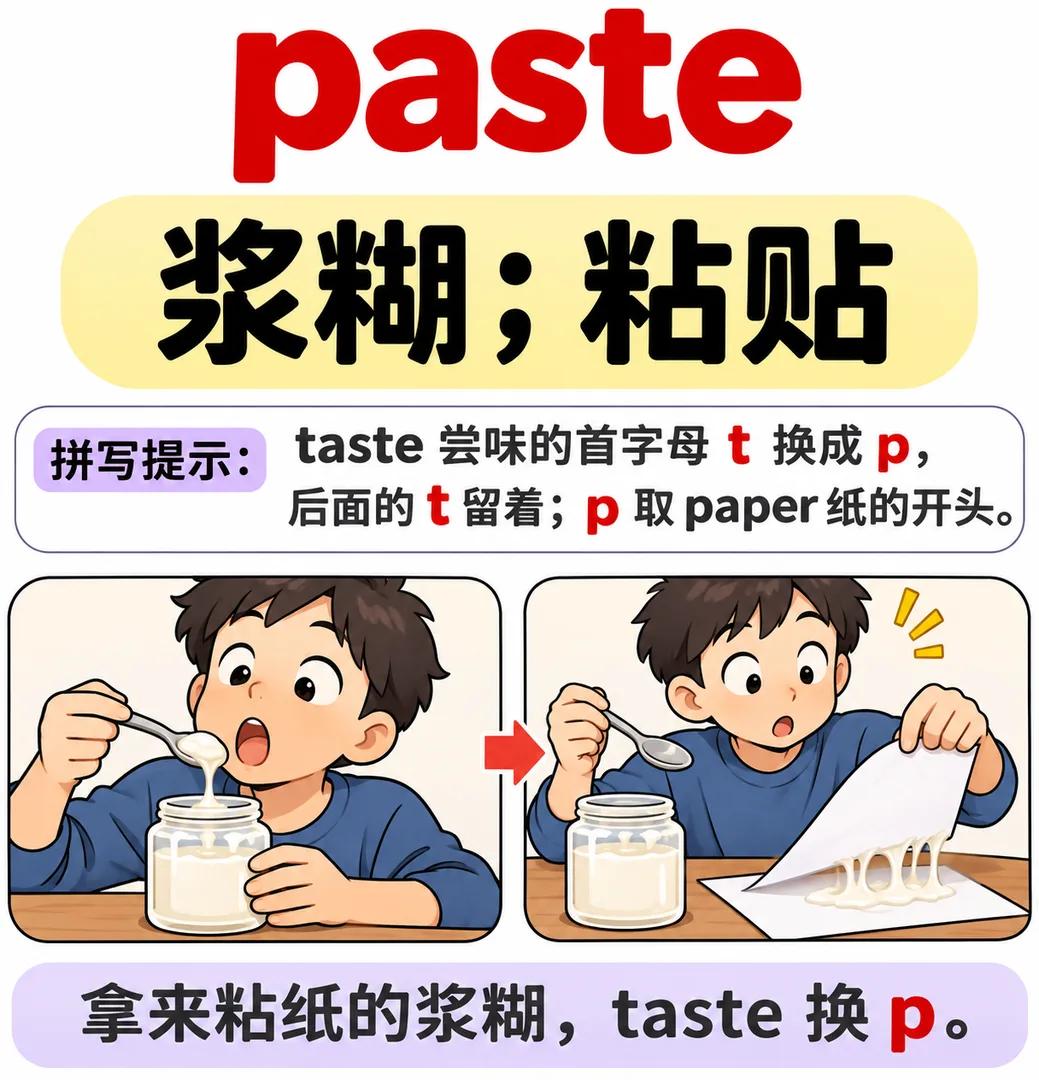 paste
浆糊；粘贴
拼写提示： taste 尝味的首字母 t 换成 p，
后面的 t 留着；p 取 paper 纸的开头。
拿来粘纸的浆糊，taste 换 p。